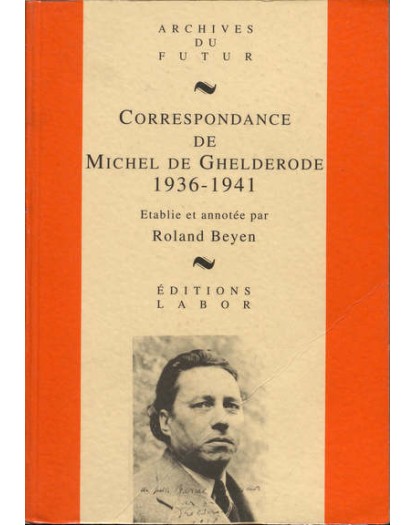 ARCHIVES
DU
FUTUR
CORRESPONDANCE
DE
MICHEL DE GHELDERODE
1936-1941
Etablie et annotée par
Roland Beyen
ÉDITIONS
LABOR